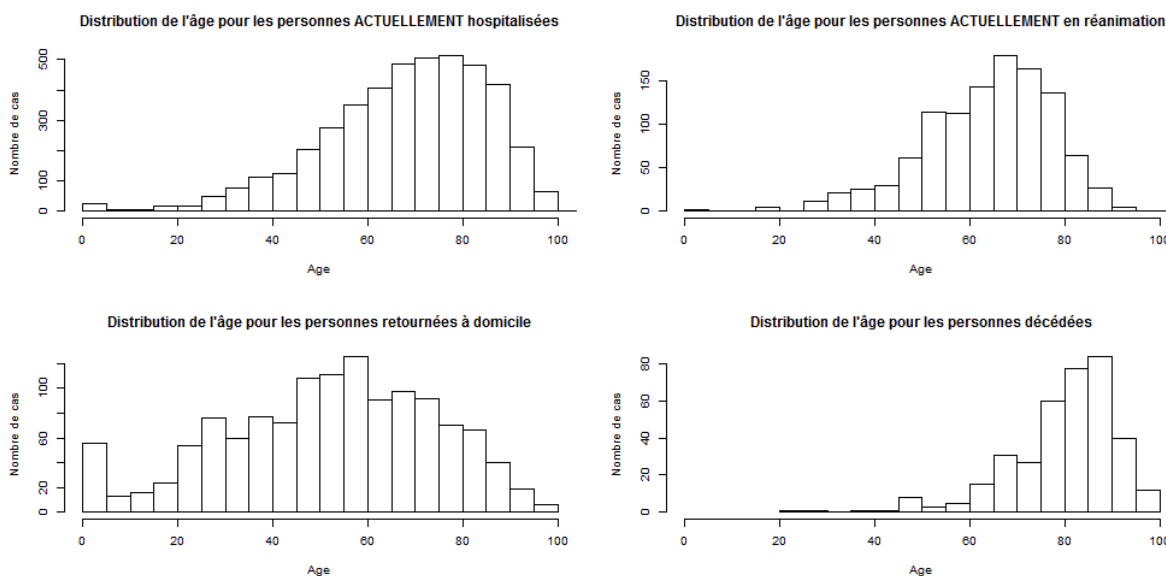 Distribution de l'âge pour les personnes ACTUELLEMENT hospitalisées
Nombre de cas
500
300
100
0
0 20 40 60 80 100
Age
Distribution de l'âge pour les personnes ACTUELLEMENT en réanimation
Nombre de cas
150
100
50
0
0 20 40 60 80 100
Age
Distribution de l'âge pour les personnes retournées à domicile
Nombre de cas
100
60
20
0
0 20 40 60 80 100
Age
Distribution de l'âge pour les personnes décédées
Nombre de cas
80
60
40
20
0
0 20 40 60 80 100
Age